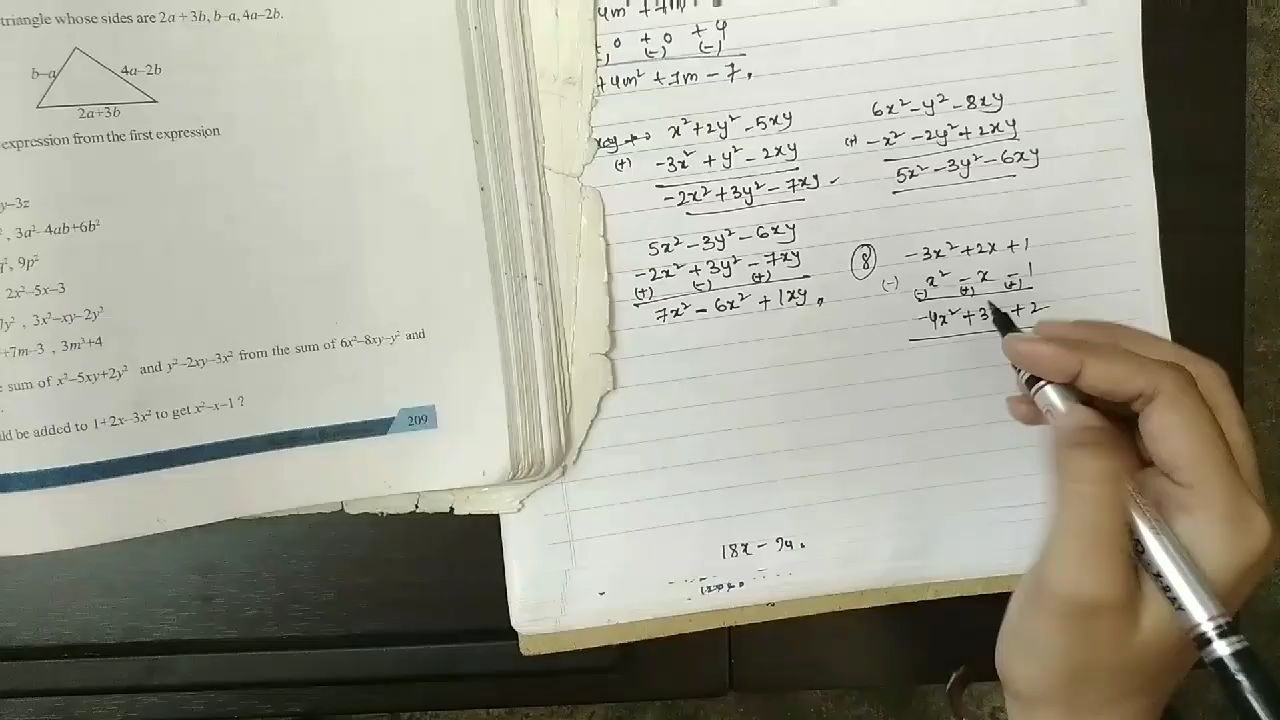 triangle whose sides are 2a+3b, b–a, 4a–2b.
b–a
4a–2b
2a+3b
expression from the first expression
y–3z
, 3a²–4ab+6b²
, 9p²
2x²–5x–3
, 3x²–xy–2y²
+7m–3 , 3m³+4
sum of x²–5xy+2y² and y²–2xy–3x² from the sum of 6x²–8xy–y² and
be added to 1+2x–3x² to get x²–x–1 ?
209
+ 0 + 4
(-) (-)
+4m² + 7m - 7.
x² + 2y² - 5xy
(+) -3x² + y² - 2xy
-2x² + 3y² - 7xy
5x² - 3y² - 6xy
-2x² + 3y² - 7xy
(+) (-) (+)
7x² - 6x² + 1xy.
6x² - y² - 8xy
(+) -x² - 2y² + 2xy
5x² - 3y² - 6xy
⑧ -3x² + 2x + 1
(-) x² - x - 1
(-) (+) (+)
-4x² + 3 + 2